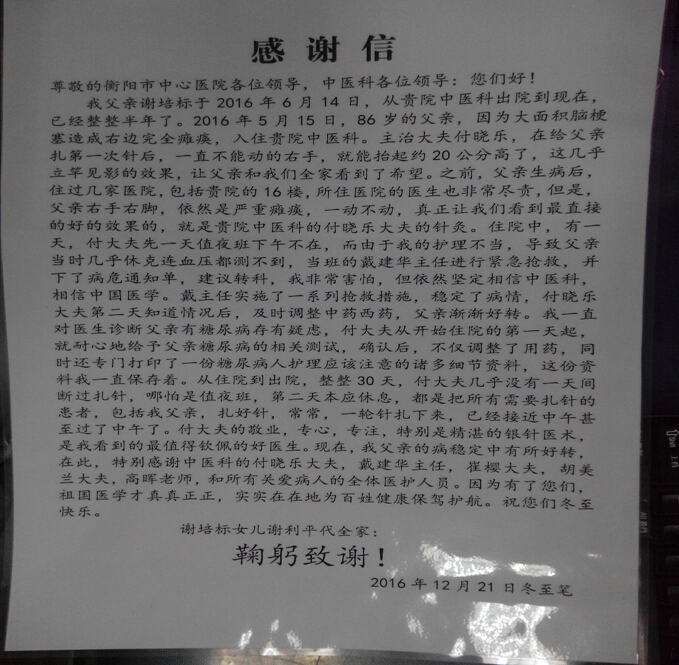 感谢信
尊敬的衡阳市中心医院各位领导，中医科各位领导：您们好！
我父亲谢培标于2016年6月14日，从贵院中医科出院到现在，
已经整整半年了。2016年5月15日，86岁的父亲，因为大面积脑梗
塞造成右边完全瘫痪，入住贵院中医科。主治大夫付晓乐，在给父亲
扎第一次针后，一直不能动的右手，就能抬起约20公分高了，这几乎
立竿见影的效果，让父亲和我们全家看到了希望。之前，父亲生病后，
住过几家医院，包括贵院的16楼，所住医院的医生也非常尽责，但是，
父亲右手右脚，依然是严重瘫痪，一动不动，真正让我们看到最直接
的好的效果的，就是贵院中医科的付晓乐大夫的针灸。住院中，有一
天，付大夫先一天值夜班下午不在，而由于我的护理不当，导致父亲
当时几乎休克连血压都测不到，当班的戴建华主任进行紧急抢救，并
下了病危通知单，建议转科，我非常害怕，但依然坚定相信中医科，
相信中国医学。戴主任实施了一系列抢救措施，稳定了病情，付晓乐
大夫第二天知道情况后，及时调整中药西药，父亲渐渐好转。我一直
对医生诊断父亲有糖尿病存有疑虑，付大夫从开始住院的第一天起，
就耐心地给予父亲糖尿病的相关测试，确认后，不仅调整了用药，同
时还专门打印了一份糖尿病人护理应该注意的诸多细节资料，这份资
料我一直保存着。从住院到出院，整整30天，付大夫几乎没有一天间
断过扎针，哪怕是值夜班，第二天本应休息，都是把所有需要扎针的
患者，包括我父亲，扎好针，常常，一轮针扎下来，已经接近中午甚
至过了中午了。付大夫的敬业，专心，专注，特别是精湛的银针医术，
是我看到的最值得钦佩的好医生。现在，我父亲的病稳定中有所好转，
在此，特别感谢中医科的付晓乐大夫，戴建华主任，崔樱大夫，胡美
兰大夫，高晖老师，和所有关爱病人的全体医护人员。因为有了您们，
祖国医学才真真正正，实实在在地为百姓健康保驾护航。祝您们冬至
快乐。
谢培标女儿谢利平代全家：
鞠躬致谢！
2016年12月21日冬至笔